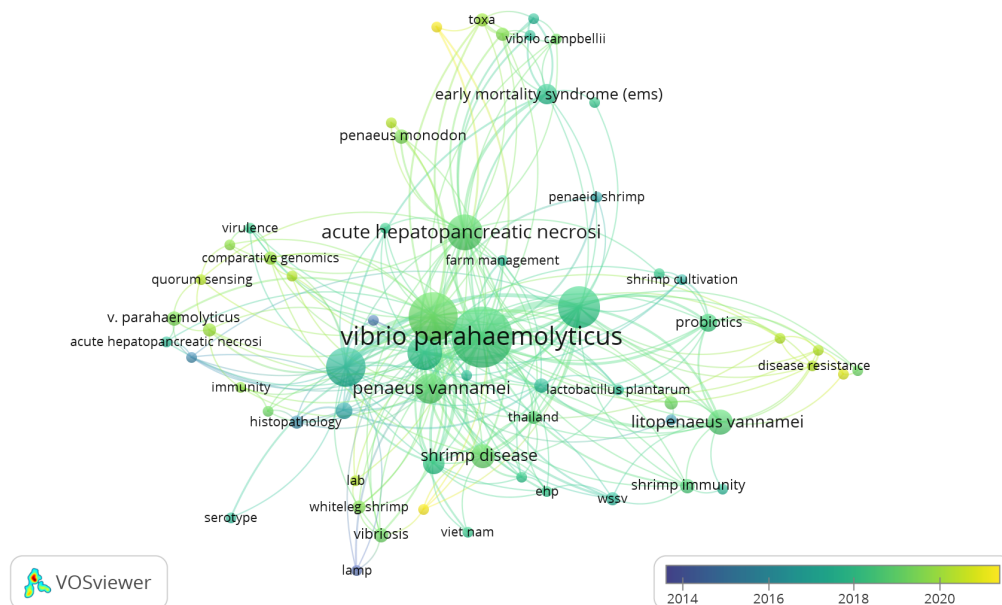 toxa
vibrio campbellii
early mortality syndrome (ems)
penaeus monodon
penaeid shrimp
virulence
acute hepatopancreatic necrosi
comparative genomics
farm management
quorum sensing
shrimp cultivation
v. parahaemolyticus
probiotics
vibrio parahaemolyticus
acute hepatopancreatic necrosi
disease resistance
immunity
penaeus vannamei
lactobacillus plantarum
histopathology
thailand
litopenaeus vannamei
shrimp disease
lab
ehp
wssv
shrimp immunity
whiteleg shrimp
serotype
vibriosis
viet nam
lamp
VOSviewer
2014
2016
2018
2020